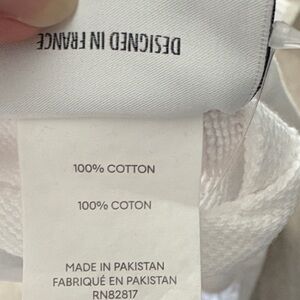 DESIGNED IN FRANCE
100% COTTON
100% COTON
MADE IN PAKISTAN
FABRIQUÉ EN PAKISTAN
RN82817